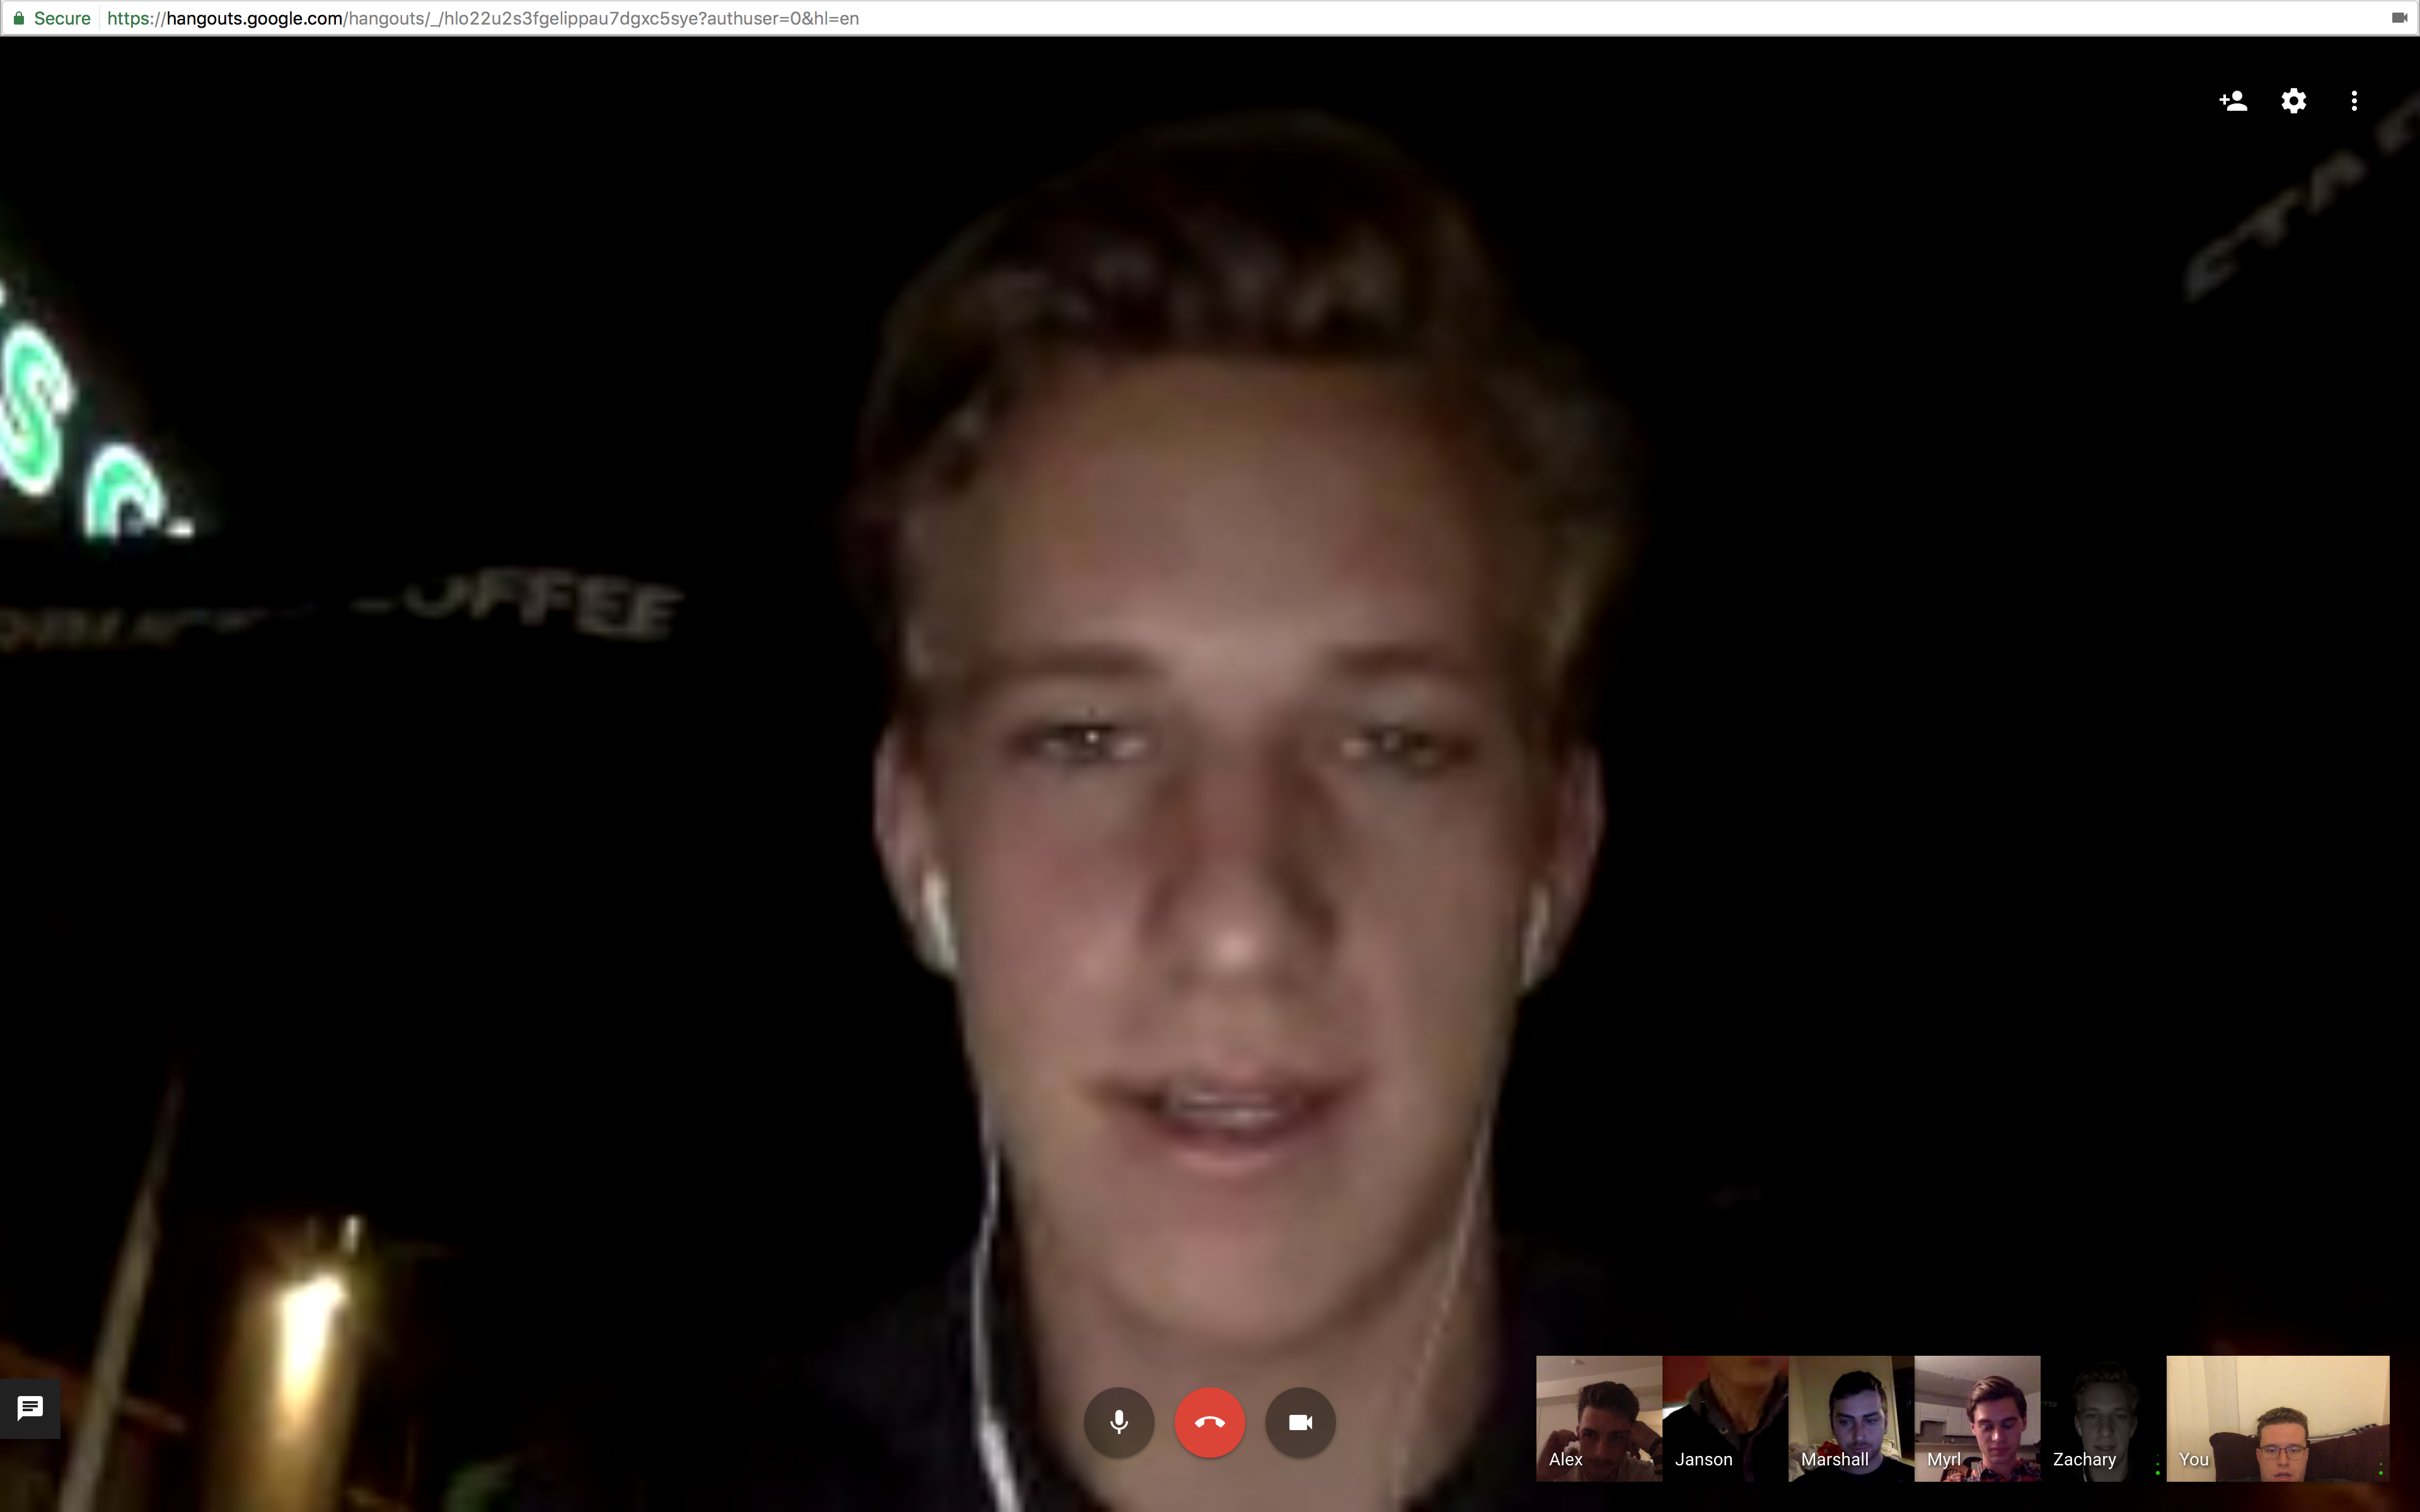 Secure https://hangouts.google.com/hangouts/_/hlo22u2s3fgelippau7dgxc5sye?authuser=0&hl=en
OFFEE
Alex
Janson
Marshall
Myrl
Zachary
You